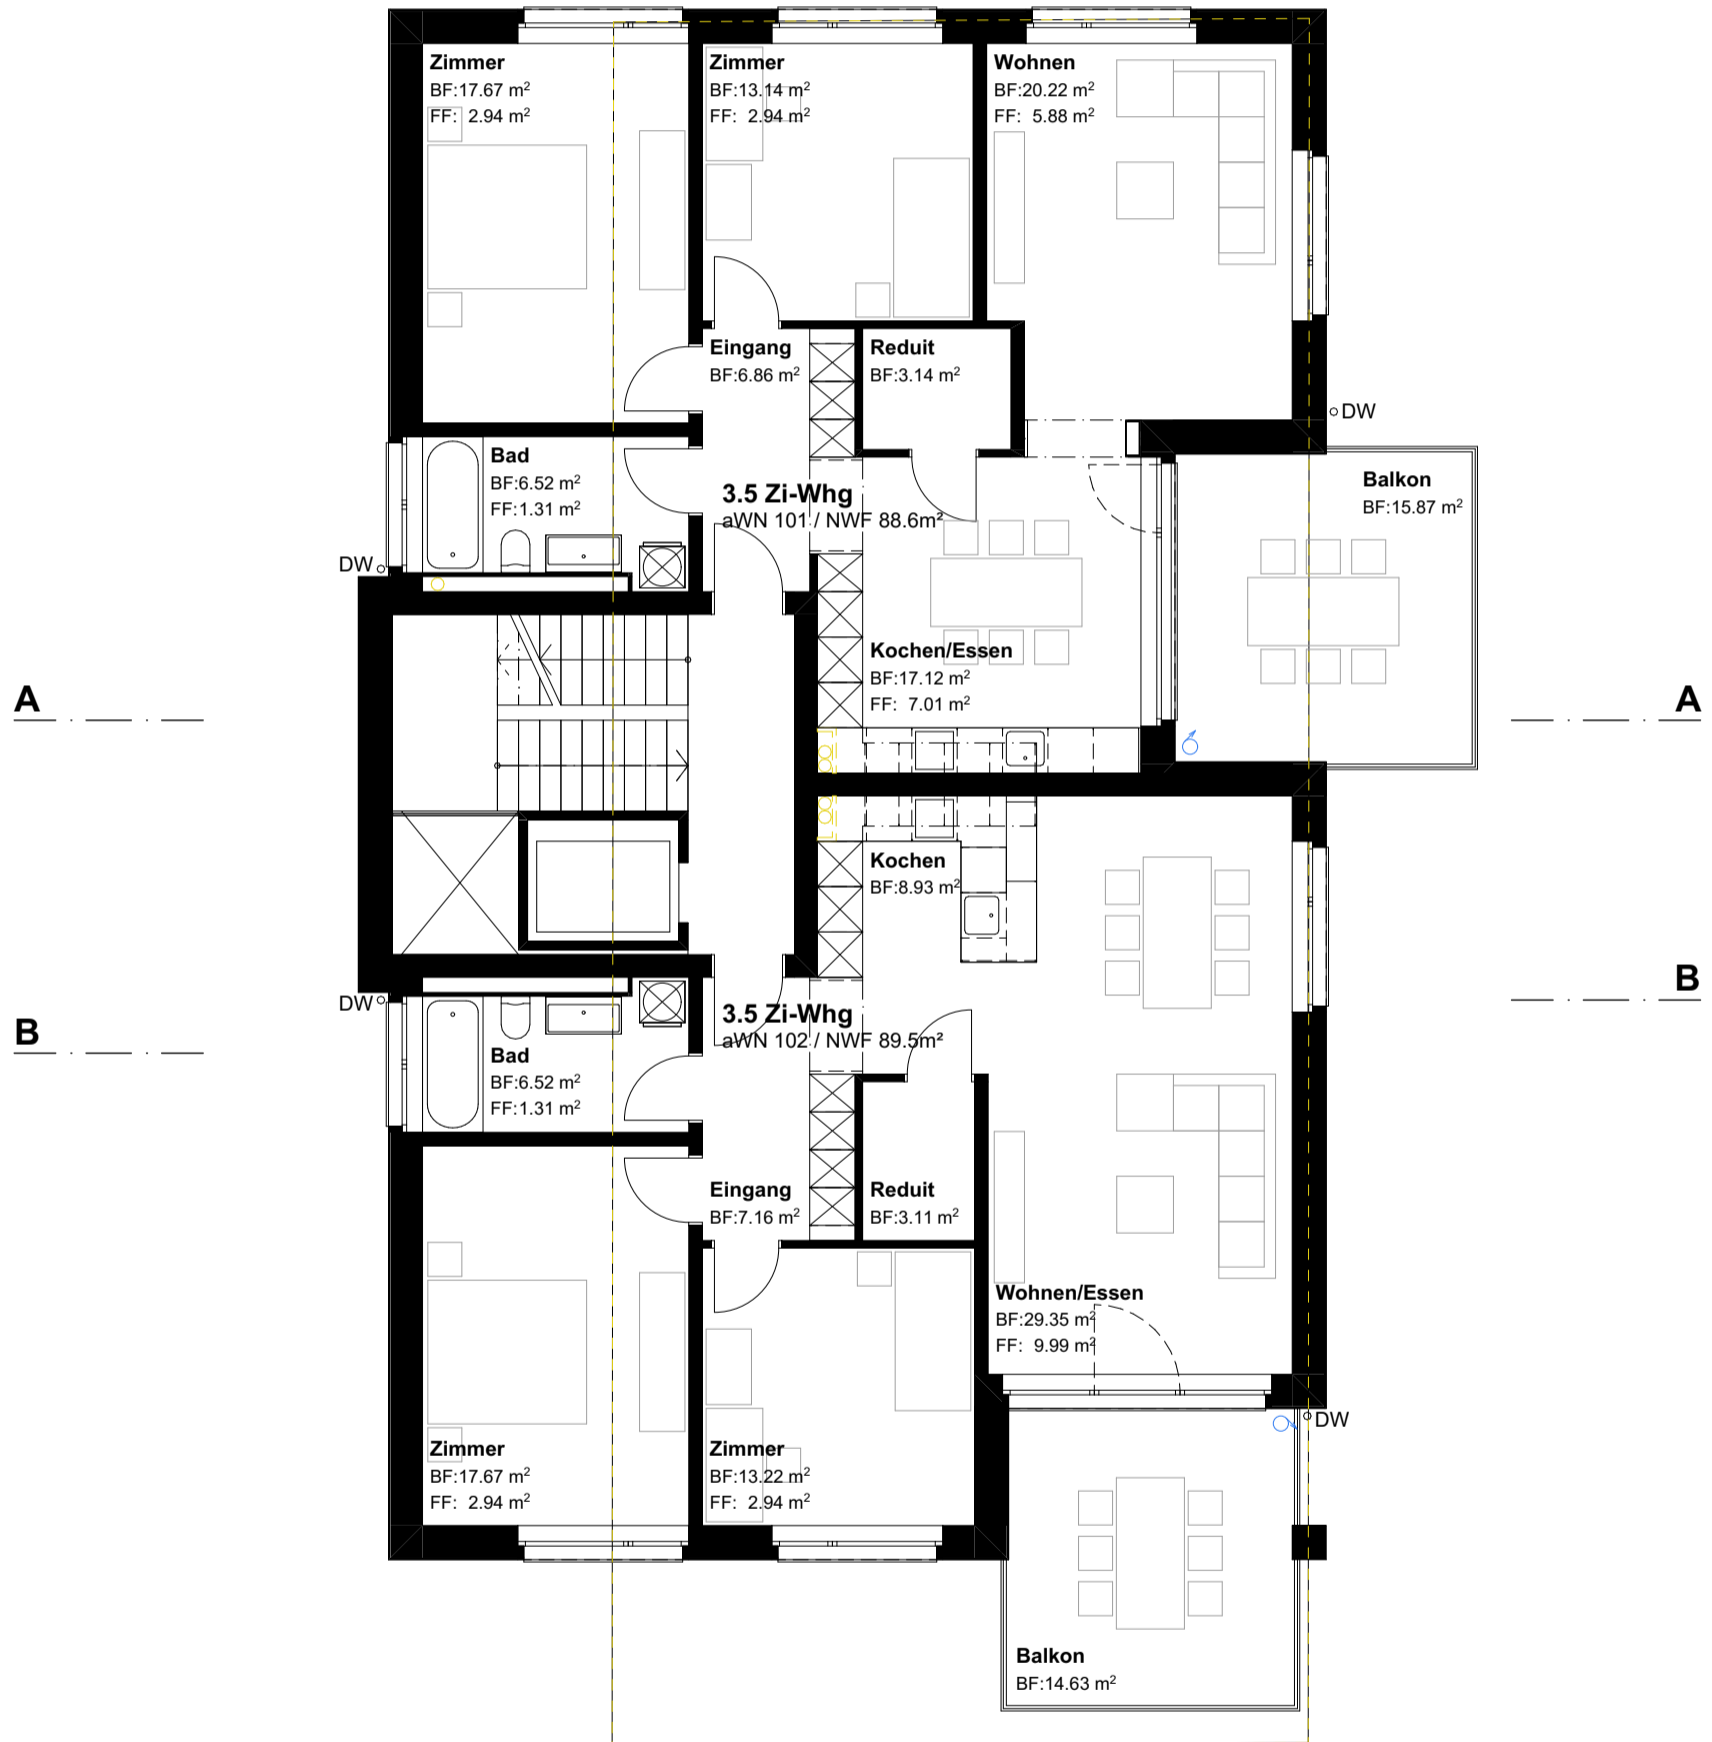 Zimmer
BF:17.67 m²
FF: 2.94 m²
Zimmer
BF:13.14 m²
FF: 2.94 m²
Wohnen
BF:20.22 m²
FF: 5.88 m²
Eingang
BF:6.86 m²
Reduit
BF:3.14 m²
DW
Bad
BF:6.52 m²
FF:1.31 m²
3.5 Zi-Whg
aWN 101 / NWF 88.6m²
Balkon
BF:15.87 m²
DW
Kochen/Essen
BF:17.12 m²
FF: 7.01 m²
A
A
Kochen
BF:8.93 m²
B
DW
3.5 Zi-Whg
aWN 102 / NWF 89.5m²
B
Bad
BF:6.52 m²
FF:1.31 m²
Eingang
BF:7.16 m²
Reduit
BF:3.11 m²
Wohnen/Essen
BF:29.35 m²
FF: 9.99 m²
DW
Zimmer
BF:17.67 m²
FF: 2.94 m²
Zimmer
BF:13.22 m²
FF: 2.94 m²
Balkon
BF:14.63 m²